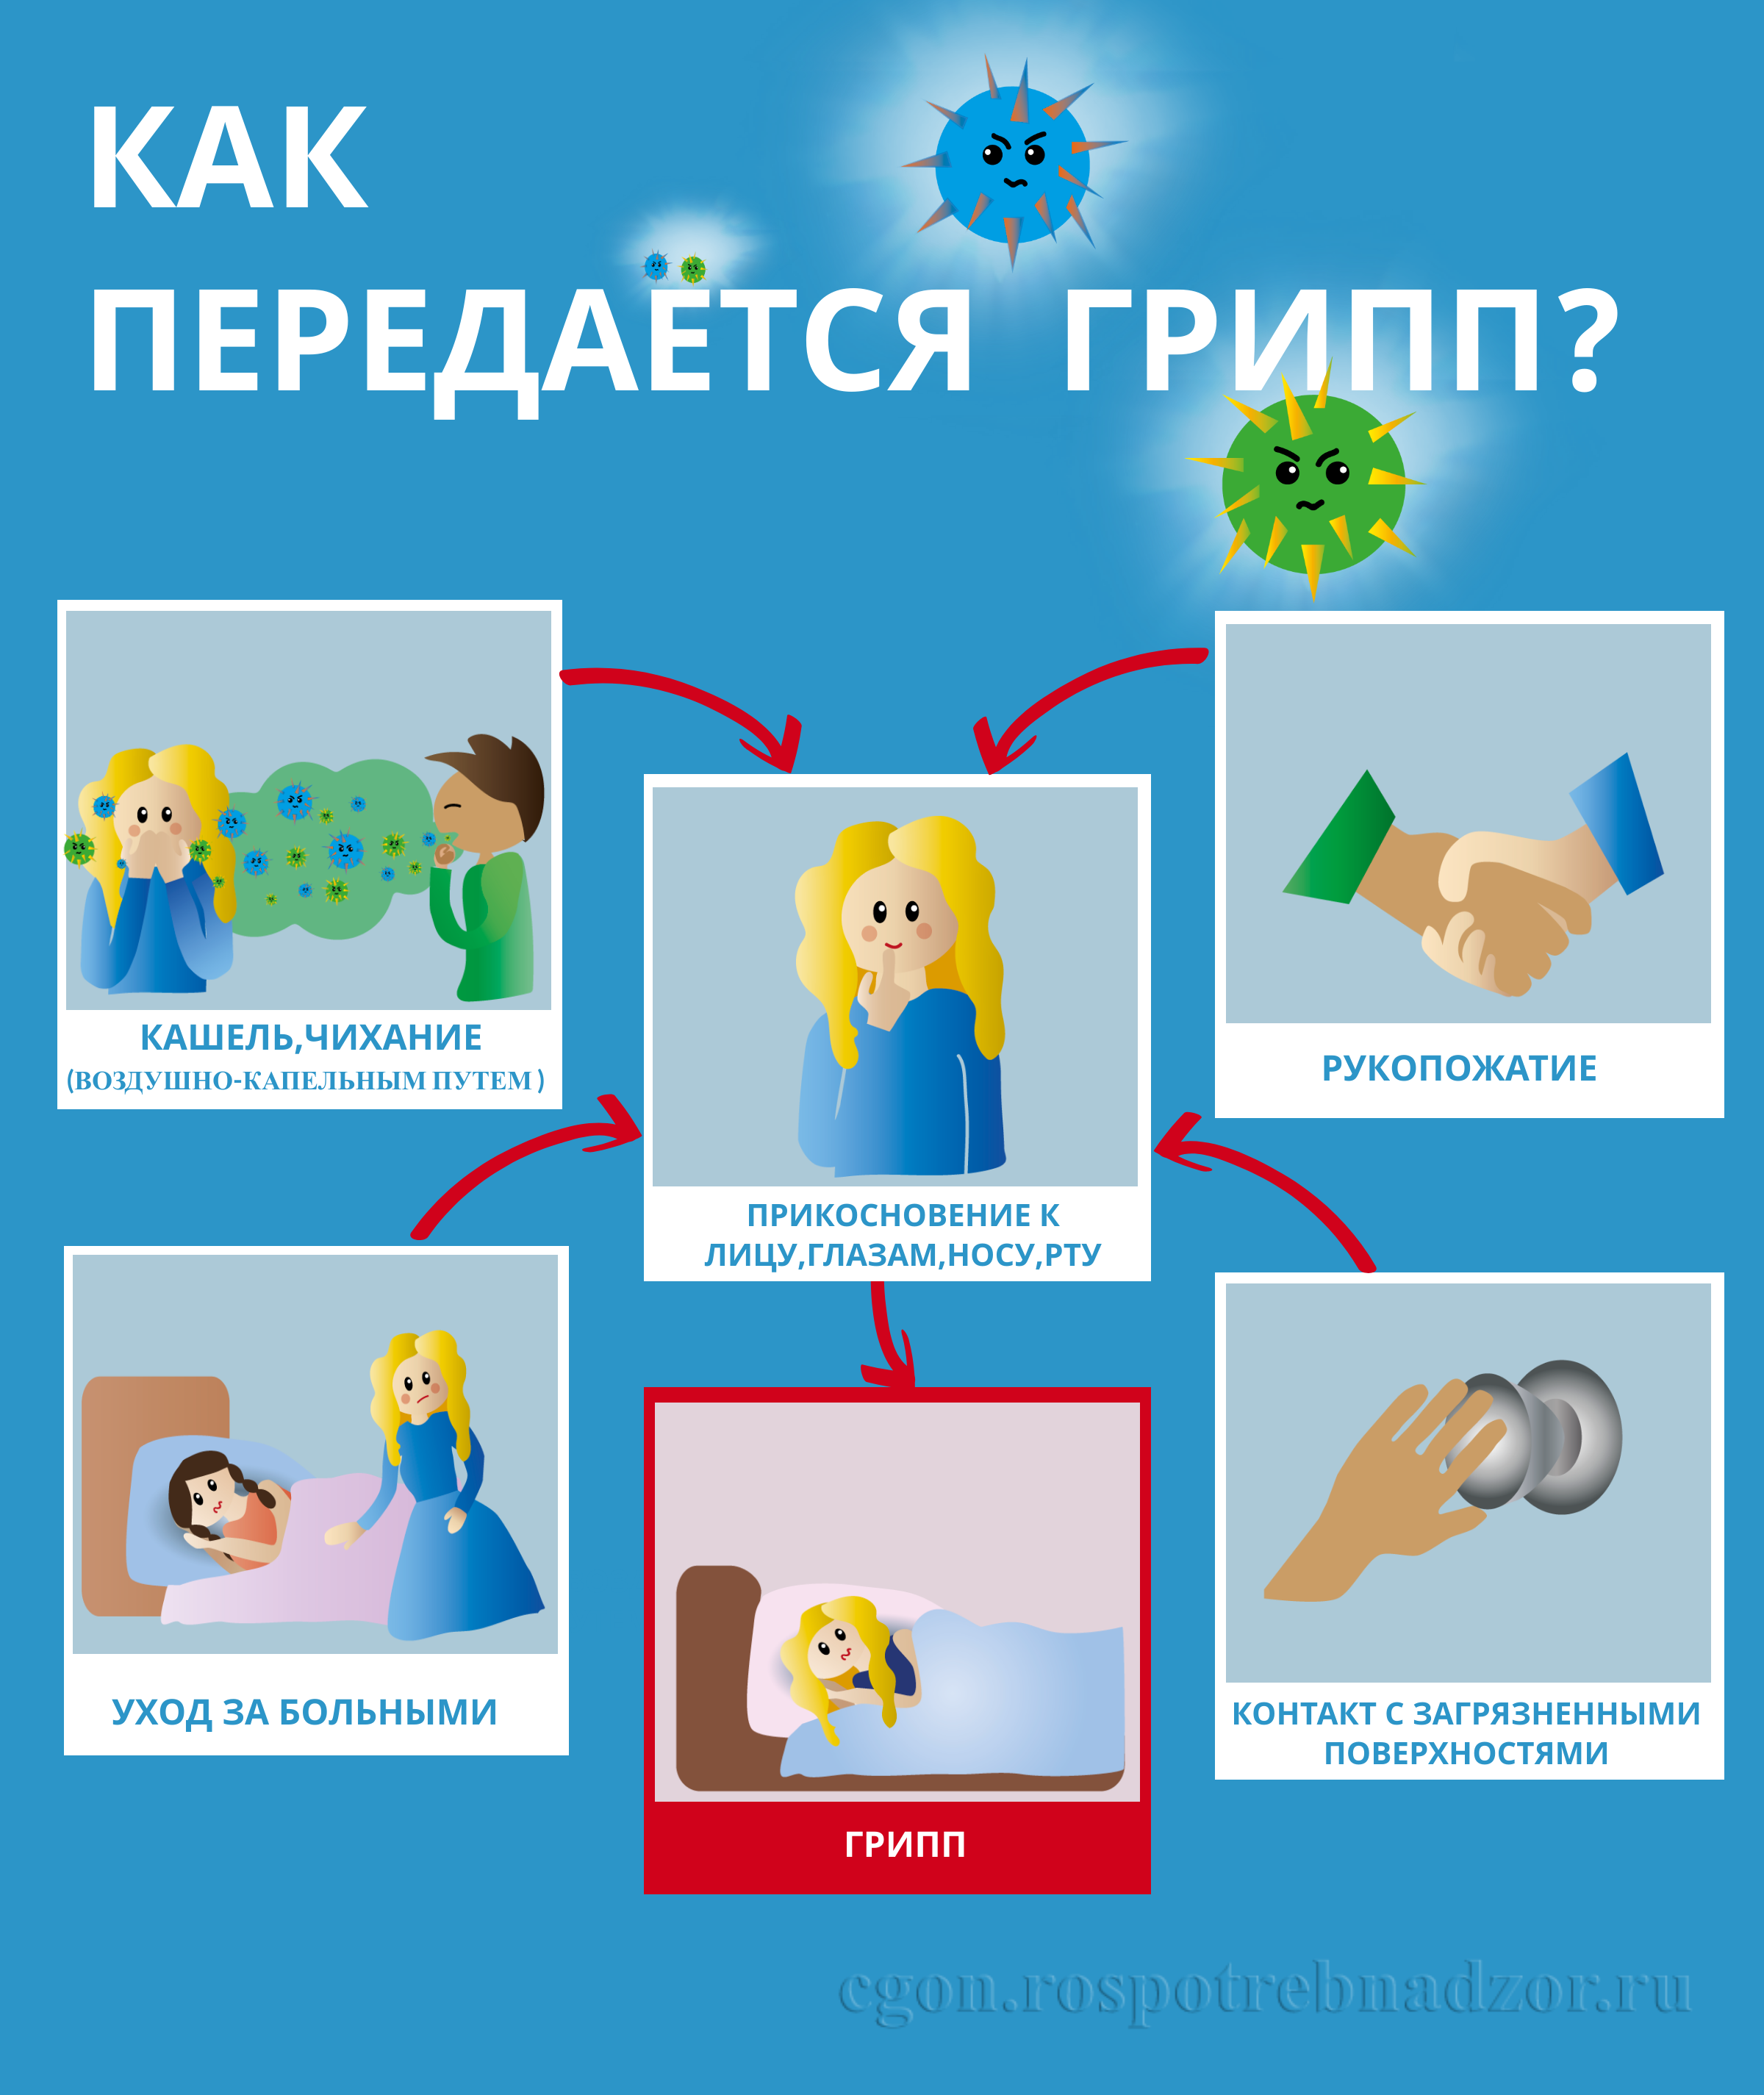 КАК
ПЕРЕДАЁТСЯ ГРИПП?
КАШЕЛЬ,ЧИХАНИЕ
(ВОЗДУШНО-КАПЕЛЬНЫМ ПУТЕМ )
РУКОПОЖАТИЕ
ПРИКОСНОВЕНИЕ К
ЛИЦУ,ГЛАЗАМ,НОСУ,РТУ
УХОД ЗА БОЛЬНЫМИ
КОНТАКТ С ЗАГРЯЗНЕННЫМИ
ПОВЕРХНОСТЯМИ
ГРИПП
cgon.rospotrebnadzor.ru